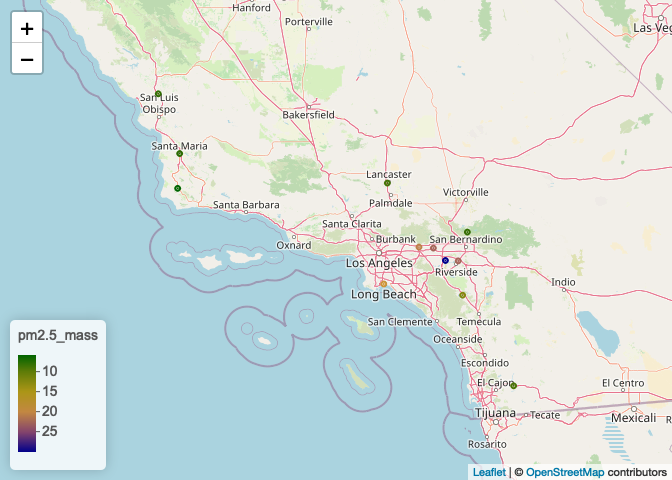 +
−
Hanford
Porterville
Las Veg
San Luis
Obispo
Bakersfield
Santa Maria
Lancaster
Victorville
Palmdale
Santa Barbara
Santa Clarita
Oxnard
Burbank
San Bernardino
Los Angeles
Riverside
Indio
Long Beach
San Clemente
Temecula
Oceanside
Escondido
El Cajon
El Centro
Tijuana
Tecate
Mexicali
Rosarito
pm2.5_mass
10
15
20
25
Leaflet | © OpenStreetMap contributors